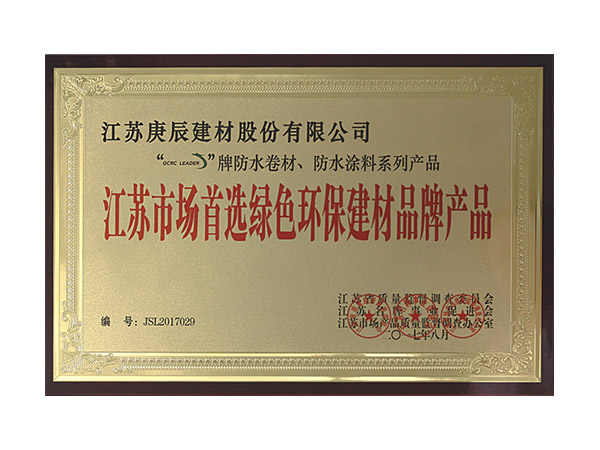 江苏庚辰建材股份有限公司
“GCRC LEADER”牌防水卷材、防水涂料系列产品
江苏市场首选绿色环保建材品牌产品
江苏省质量监督调查委员会
江苏名牌事业促进会
江苏市场产品质量监督调查办公室
编 号:JSL2017029
二〇一七年八月